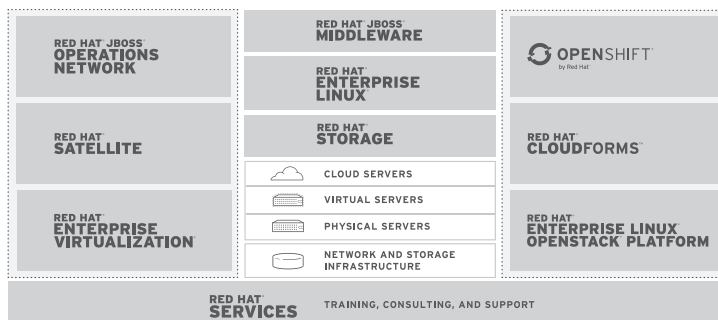 RED HAT® JBOSS®
OPERATIONS
NETWORK
RED HAT®
SATELLITE
RED HAT®
ENTERPRISE
VIRTUALIZATION
RED HAT® JBOSS®
MIDDLEWARE
RED HAT®
ENTERPRISE
LINUX®
RED HAT®
STORAGE
CLOUD SERVERS
VIRTUAL SERVERS
PHYSICAL SERVERS
NETWORK AND STORAGE
INFRASTRUCTURE
OPENSHIFT®
by Red Hat®
RED HAT®
CLOUDFORMS™
RED HAT®
ENTERPRISE LINUX®
OPENSTACK® PLATFORM
RED HAT®
SERVICES
TRAINING, CONSULTING, AND SUPPORT